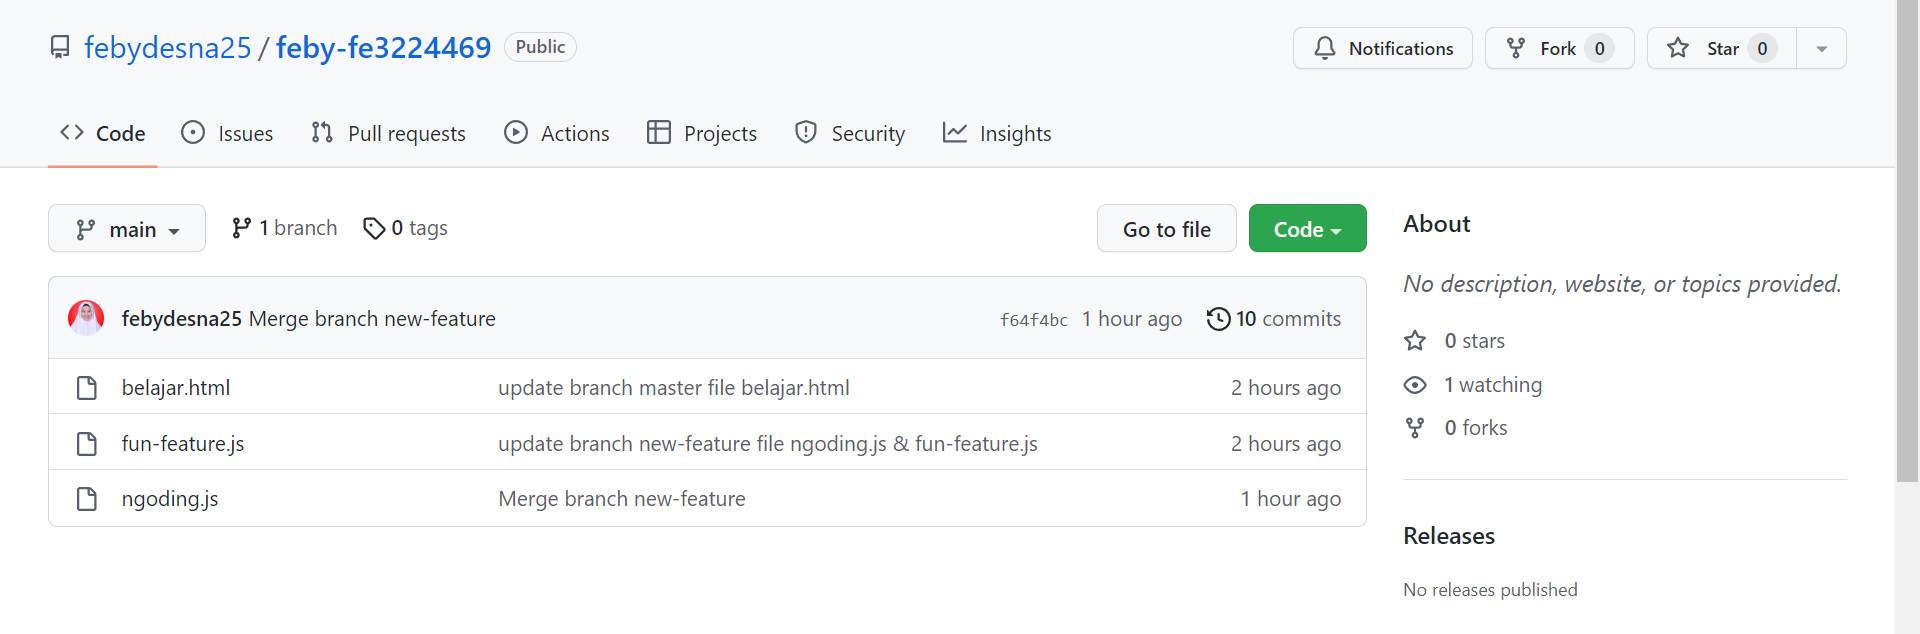 febydesna25 / feby-fe3224469 Public
Notifications Fork 0 Star 0
Code Issues Pull requests Actions Projects Security Insights
main 1 branch 0 tags Go to file Code
febydesna25 Merge branch new-feature f64f4bc 1 hour ago 10 commits
belajar.html update branch master file belajar.html 2 hours ago
fun-feature.js update branch new-feature file ngoding.js & fun-feature.js 2 hours ago
ngoding.js Merge branch new-feature 1 hour ago
About
No description, website, or topics provided.
0 stars
1 watching
0 forks
Releases
No releases published